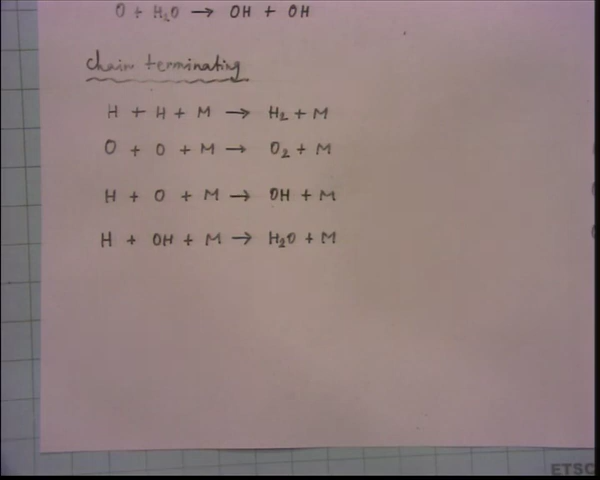 O + H₂O → OH + OH
Chain terminating
H + H + M → H₂ + M
O + O + M → O₂ + M
H + O + M → OH + M
H + OH + M → H₂O + M
ETSC